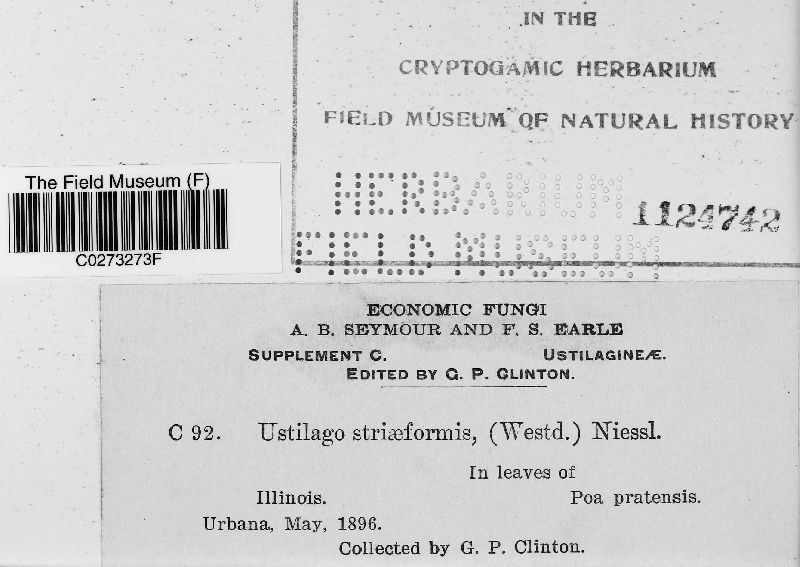 IN THE
CRYPTOGAMIC HERBARIUM
FIELD MUSEUM OF NATURAL HISTORY
The Field Museum (F)
C0273273F
HERBARIUM
FIELD MUSEUM
1124742
ECONOMIC FUNGI
A. B. SEYMOUR AND F. S. EARLE
SUPPLEMENT C. USTILAGINEÆ.
EDITED BY G. P. CLINTON.
C 92. Ustilago striæformis, (Westd.) Niessl.
In leaves of
Illinois. Poa pratensis.
Urbana, May, 1896.
Collected by G. P. Clinton.